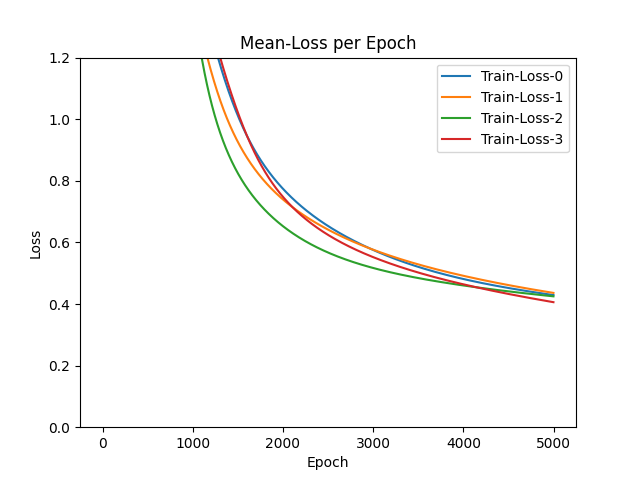 Mean-Loss per Epoch
Train-Loss-0
Train-Loss-1
Train-Loss-2
Train-Loss-3
Loss
1.2
1.0
0.8
0.6
0.4
0.2
0.0
0 1000 2000 3000 4000 5000
Epoch